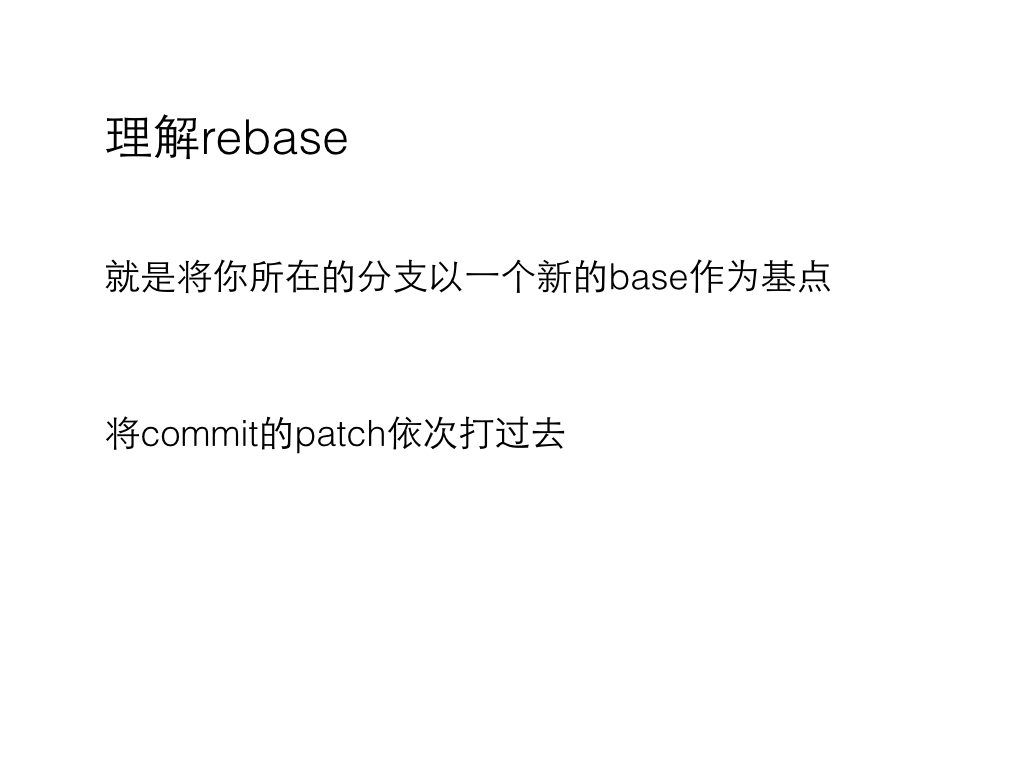 理解rebase
就是将你所在的分支以一个新的base作为基点
将commit的patch依次打过去